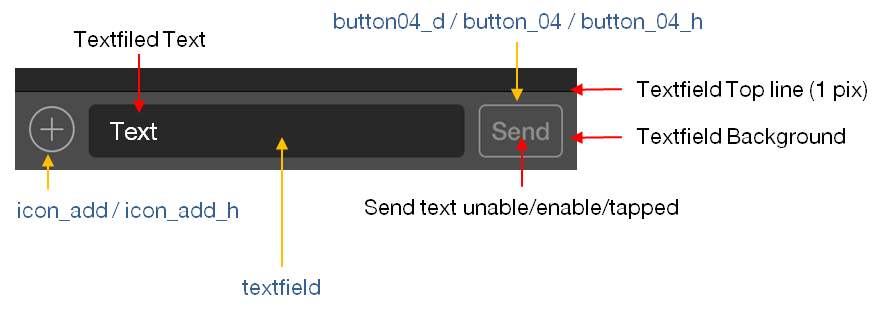 button04_d / button_04 / button_04_h
Textfiled Text
Textfield Top line (1 pix)
Text
Send
Textfield Background
icon_add / icon_add_h
Send text unable/enable/tapped
textfield